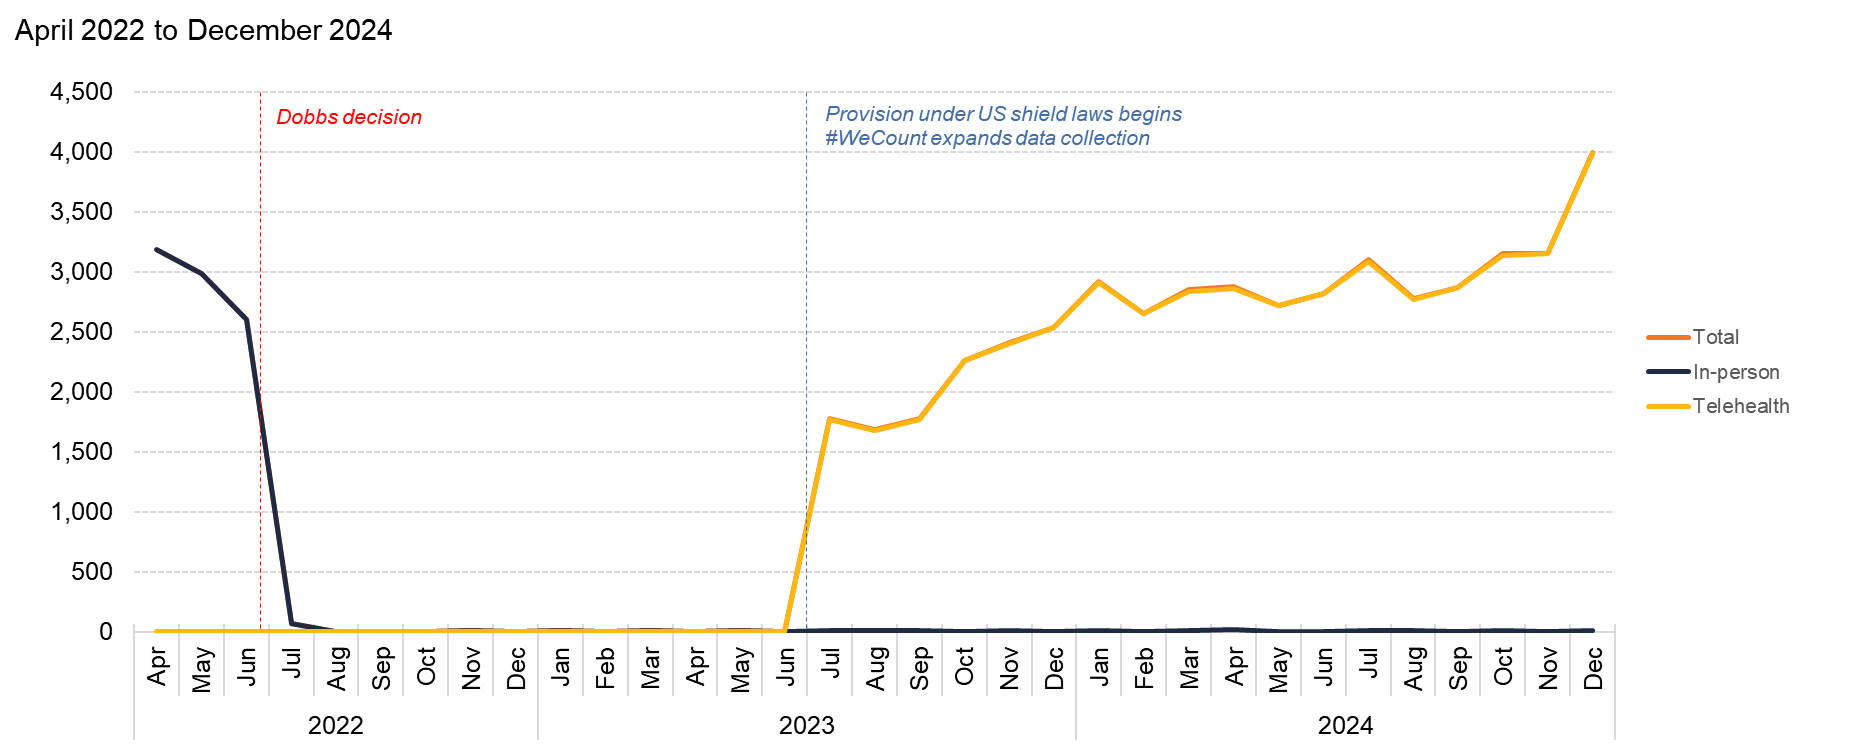 April 2022 to December 2024
4,500
4,000
3,500
3,000
2,500
2,000
1,500
1,000
500
0
Dobbs decision
Provision under US shield laws begins
#WeCount expands data collection
Total
In-person
Telehealth
Apr May Jun Jul Aug Sep Oct Nov Dec Jan Feb Mar Apr May Jun Jul Aug Sep Oct Nov Dec Jan Feb Mar Apr May Jun Jul Aug Sep Oct Nov Dec
2022 2023 2024